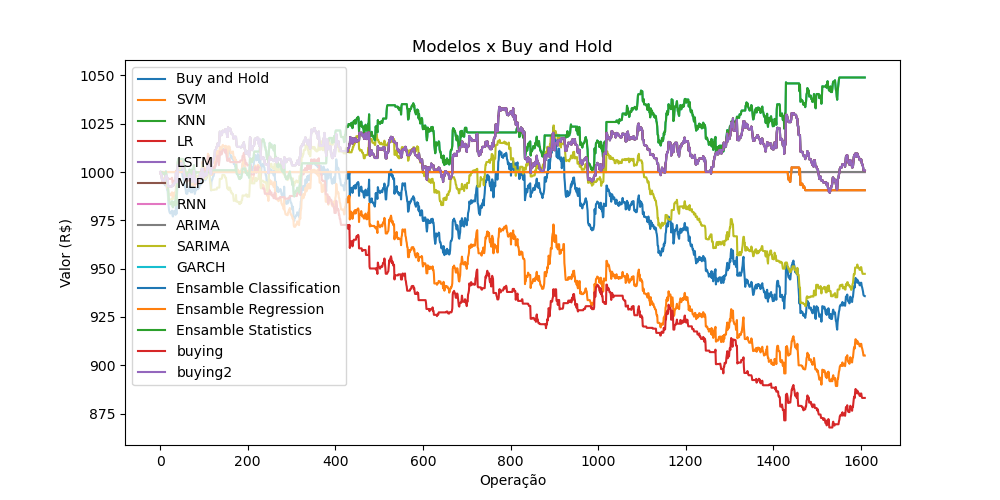 Modelos x Buy and Hold
Valor (R$)
1050
1025
1000
975
950
925
900
875
Buy and Hold
SVM
KNN
LR
LSTM
MLP
RNN
ARIMA
SARIMA
GARCH
Ensamble Classification
Ensamble Regression
Ensamble Statistics
buying
buying2
0 200 400 600 800 1000 1200 1400 1600
Operação